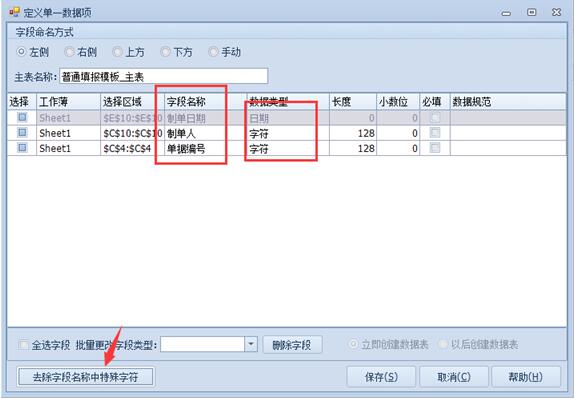 定义单一数据项
字段命名方式
左侧 右侧 上方 下方 手动
主表名称: 普通填报模板_主表
选择 工作簿 选择区域 字段名称 数据类型 长度 小数位 必填 数据规范
Sheet1 $E$10:$E$10 制单日期 日期 0 0
Sheet1 $C$10:$C$10 制单人 字符 128 0
Sheet1 $C$4:$C$4 单据编号 字符 128 0
全选字段 批量更改字段类型: 删除字段 立即创建数据表 以后创建数据表
去除字段名称中特殊字符 保存(S) 取消(C) 帮助(H)